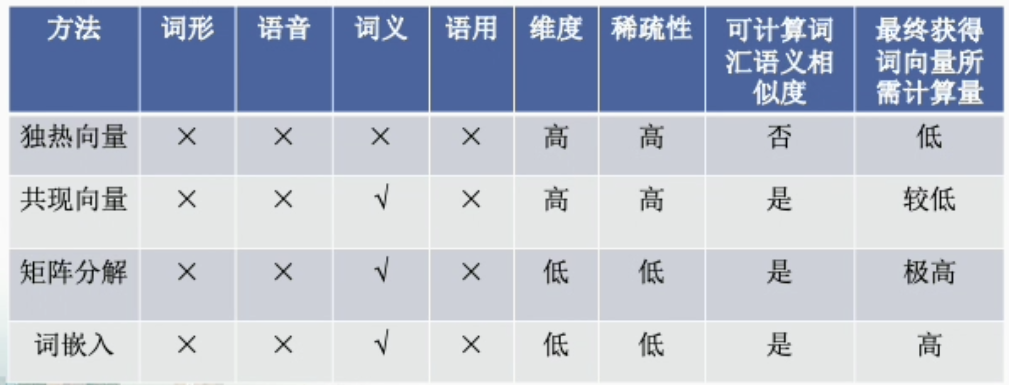 方法 词形 语音 词义 语用 维度 稀疏性 可计算词汇语义相似度 最终获得词向量所需计算量
独热向量 × × × × 高 高 否 低
共现向量 × × √ × 高 高 是 较低
矩阵分解 × × √ × 低 低 是 极高
词嵌入 × × √ × 低 低 是 高